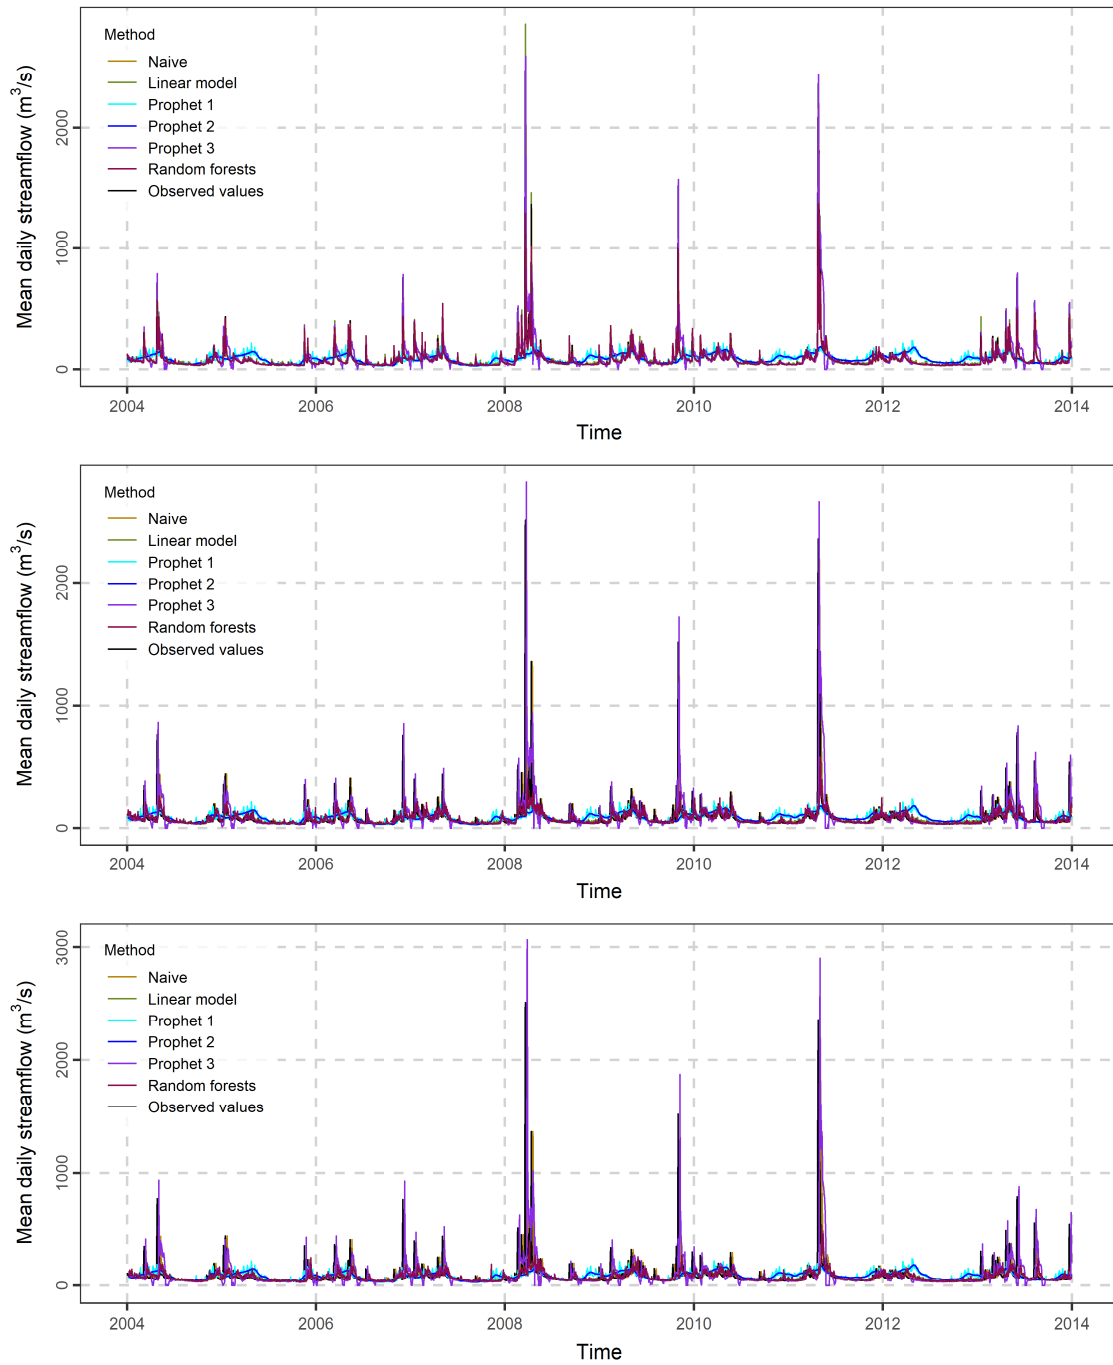 Method
Naive
Linear model
Prophet 1
Prophet 2
Prophet 3
Random forests
Observed values
Mean daily streamflow (m³/s)
2000
1000
0
2004 2006 2008 2010 2012 2014
Time
Method
Naive
Linear model
Prophet 1
Prophet 2
Prophet 3
Random forests
Observed values
Mean daily streamflow (m³/s)
2000
1000
0
2004 2006 2008 2010 2012 2014
Time
Method
Naive
Linear model
Prophet 1
Prophet 2
Prophet 3
Random forests
Observed values
Mean daily streamflow (m³/s)
3000
2000
1000
0
2004 2006 2008 2010 2012 2014
Time